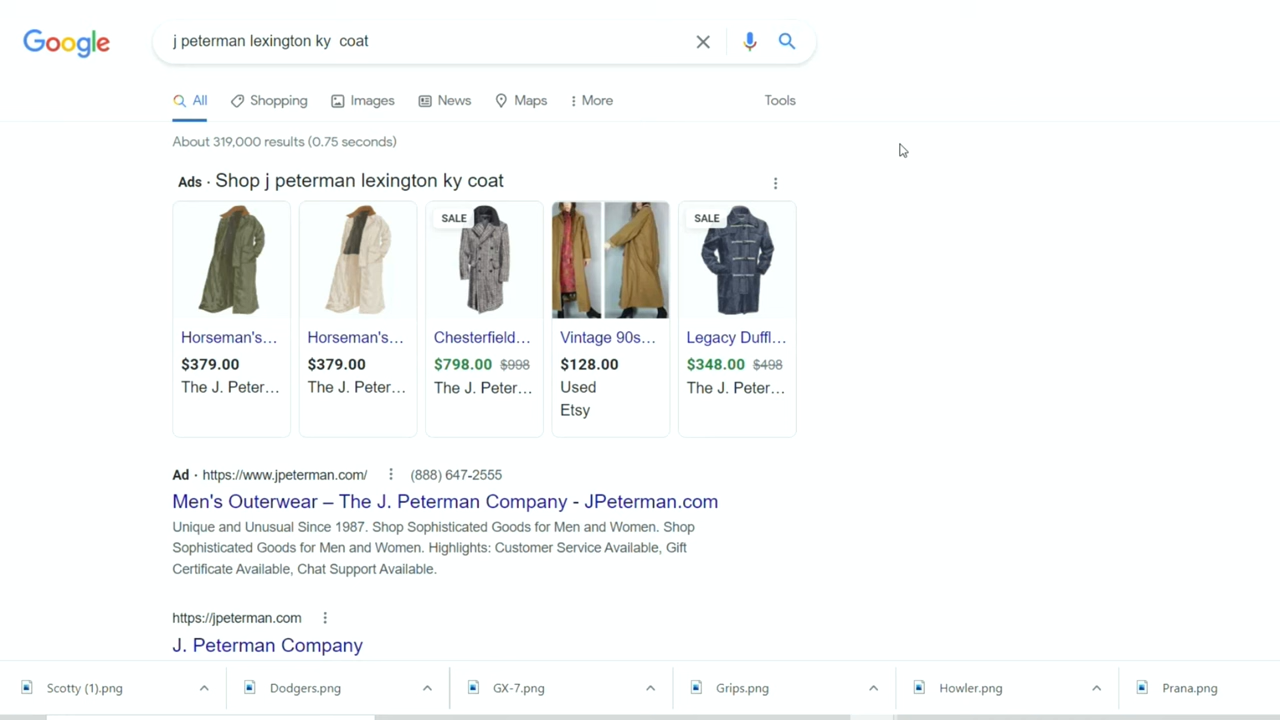 Google
j peterman lexington ky coat
All
Shopping
Images
News
Maps
More
Tools
About 319,000 results (0.75 seconds)
Ads · Shop j peterman lexington ky coat
Horseman's...
$379.00
The J. Peter...
Horseman's...
$379.00
The J. Peter...
SALE
Chesterfield...
$798.00 $998
The J. Peter...
Vintage 90s...
$128.00
Used
Etsy
SALE
Legacy Duffl...
$348.00 $498
The J. Peter...
Ad · https://www.jpeterman.com/ (888) 647-2555
Men's Outerwear – The J. Peterman Company - JPeterman.com
Unique and Unusual Since 1987. Shop Sophisticated Goods for Men and Women. Shop
Sophisticated Goods for Men and Women. Highlights: Customer Service Available, Gift
Certificate Available, Chat Support Available.
https://jpeterman.com
J. Peterman Company
Scotty (1).png
Dodgers.png
GX-7.png
Grips.png
Howler.png
Prana.png